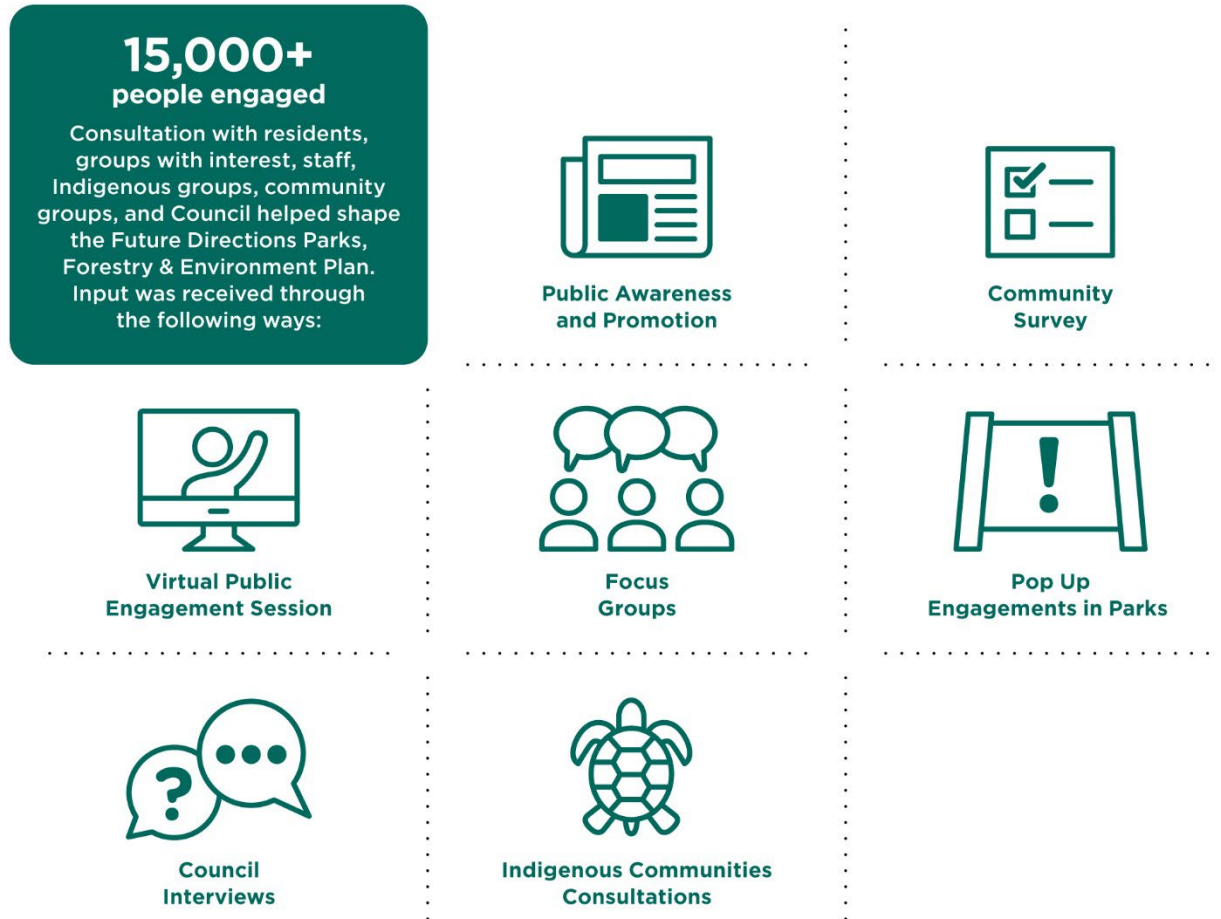 15,000+
people engaged
Consultation with residents,
groups with interest, staff,
Indigenous groups, community
groups, and Council helped shape
the Future Directions Parks,
Forestry & Environment Plan.
Input was received through
the following ways:
Public Awareness
and Promotion
Community
Survey
Virtual Public
Engagement Session
Focus
Groups
Pop Up
Engagements in Parks
Council
Interviews
Indigenous Communities
Consultations